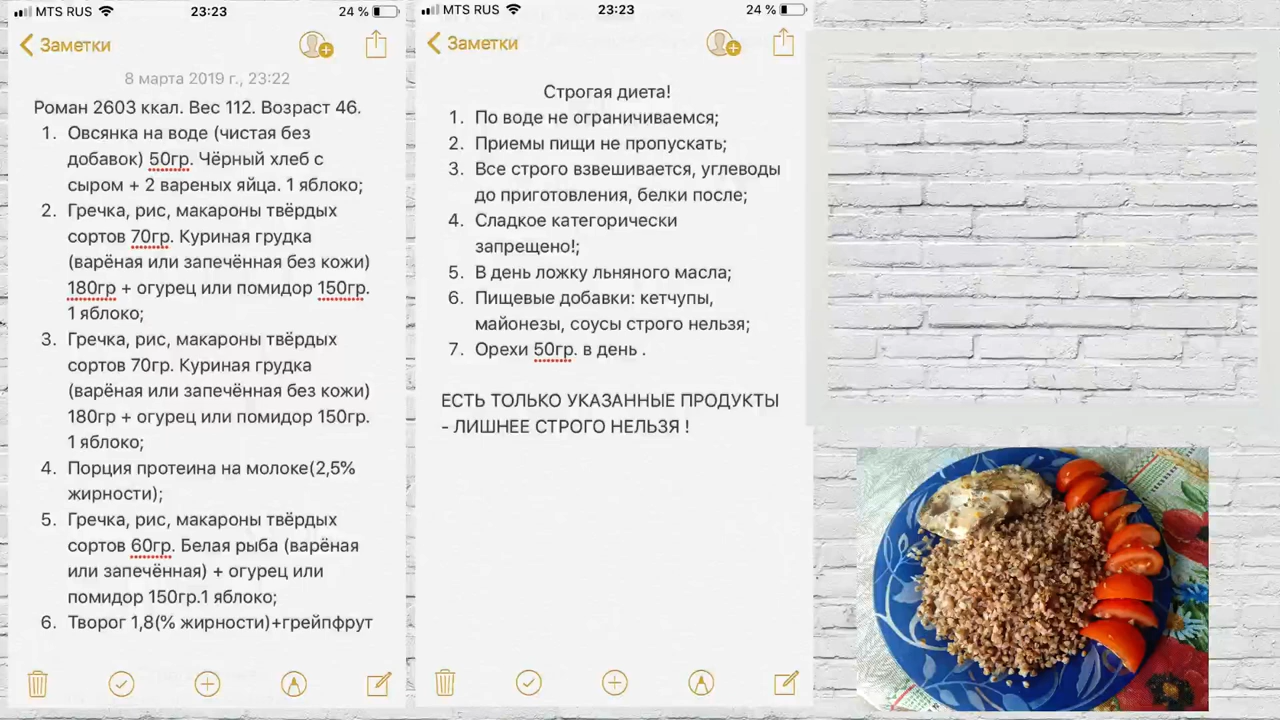 MTS RUS
23:23
24 %
Заметки
8 марта 2019 г., 23:22
Роман 2603 ккал. Вес 112. Возраст 46.
1. Овсянка на воде (чистая без
добавок) 50гр. Чёрный хлеб с
сыром + 2 вареных яйца. 1 яблоко;
2. Гречка, рис, макароны твёрдых
сортов 70гр. Куриная грудка
(варёная или запечённая без кожи)
180гр + огурец или помидор 150гр.
1 яблоко;
3. Гречка, рис, макароны твёрдых
сортов 70гр. Куриная грудка
(варёная или запечённая без кожи)
180гр + огурец или помидор 150гр.
1 яблоко;
4. Порция протеина на молоке(2,5%
жирности);
5. Гречка, рис, макароны твёрдых
сортов 60гр. Белая рыба (варёная
или запечённая) + огурец или
помидор 150гр.1 яблоко;
6. Творог 1,8(% жирности)+грейпфрут
MTS RUS
23:23
24 %
Заметки
Строгая диета!
1. По воде не ограничиваемся;
2. Приемы пищи не пропускать;
3. Все строго взвешивается, углеводы
до приготовления, белки после;
4. Сладкое категорически
запрещено!;
5. В день ложку льняного масла;
6. Пищевые добавки: кетчупы,
майонезы, соусы строго нельзя;
7. Орехи 50гр. в день .
ЕСТЬ ТОЛЬКО УКАЗАННЫЕ ПРОДУКТЫ
- ЛИШНЕЕ СТРОГО НЕЛЬЗЯ !